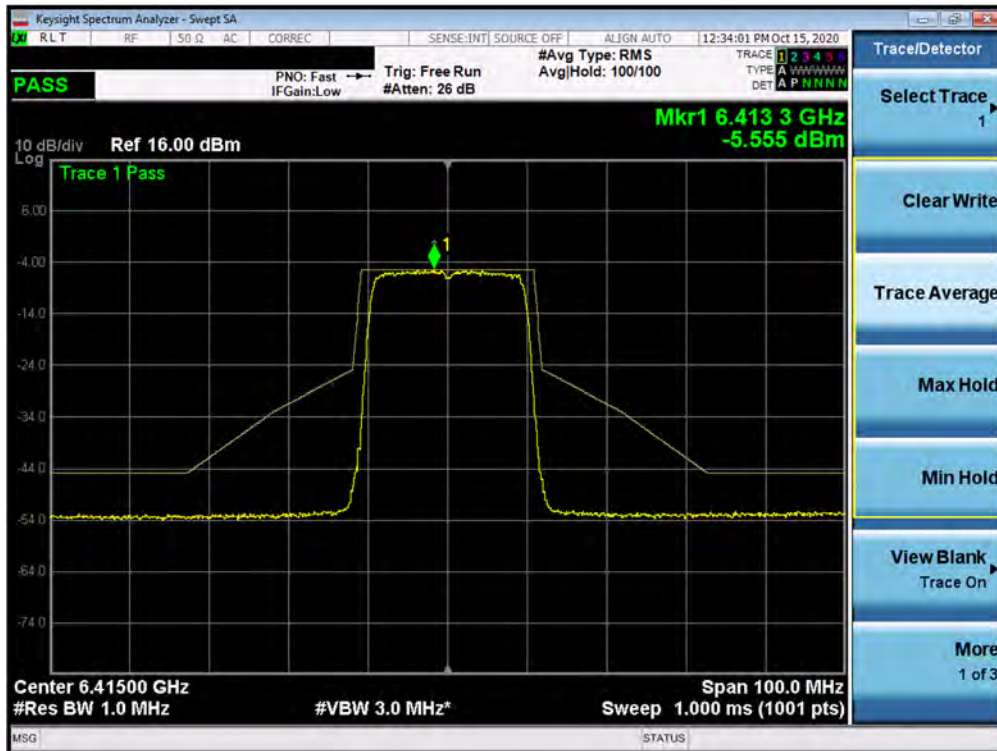 Keysight Spectrum Analyzer - Swept SA
RLT RF 50 Ω AC CORREC SENSE:INT SOURCE OFF ALIGN AUTO 12:34:01 PM Oct 15, 2020
PASS
PNO: Fast
IFGain:Low
Trig: Free Run
#Atten: 26 dB
#Avg Type: RMS
Avg|Hold: 100/100
TRACE 1 2 3 4 5 6
TYPE A WWWWW
DET A P N N N N
Mkr1 6.413 3 GHz
-5.555 dBm
10 dB/div Ref 16.00 dBm
Log
Trace 1 Pass
1
6.00
-4.00
-14.0
-24.0
-34.0
-44.0
-54.0
-64.0
-74.0
Center 6.41500 GHz Span 100.0 MHz
#Res BW 1.0 MHz #VBW 3.0 MHz* Sweep 1.000 ms (1001 pts)
MSG STATUS
Trace/Detector
Select Trace
1
Clear Write
Trace Average
Max Hold
Min Hold
View Blank
Trace On
More
1 of 3